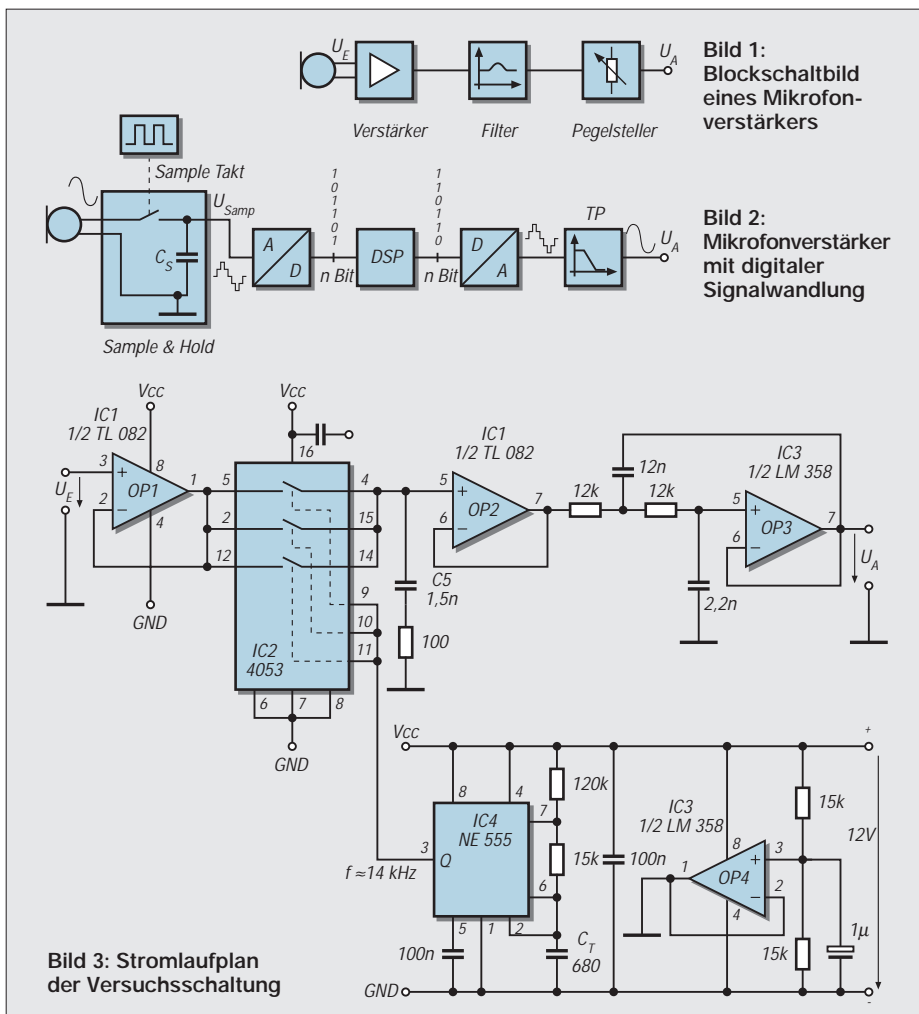 U_E
U_A
Verstärker
Filter
Pegelsteller
Bild 1:
Blockschaltbild
eines Mikrofon-
verstärkers
Sample Takt
U_Samp
C_S
Sample & Hold
A
D
1
0
1
1
0
1
n Bit
DSP
1
1
0
1
1
0
n Bit
D
A
TP
U_A
Bild 2:
Mikrofonverstärker
mit digitaler
Signalwandlung
Vcc
IC1
1/2 TL 082
3
+
8
1
OP1
2
−
4
U_E
GND
Vcc
16
5
4
2
15
12
14
9
10
11
IC2
4053
6
7
8
GND
C5
1,5n
100
IC1
1/2 TL 082
5
+
OP2
7
6
−
12k
12n
12k
2,2n
IC3
1/2 LM 358
5
+
OP3
7
6
−
U_A
Vcc
+
8
4
120k
7
IC4
NE 555
3
Q
15k
6
f ≈14 kHz
5
1
2
100n
C_T
680
100n
IC3
1/2 LM 358
8
1
OP4
+
3
−
2
4
15k
15k
1µ
12V
GND
-
Bild 3: Stromlaufplan
der Versuchsschaltung